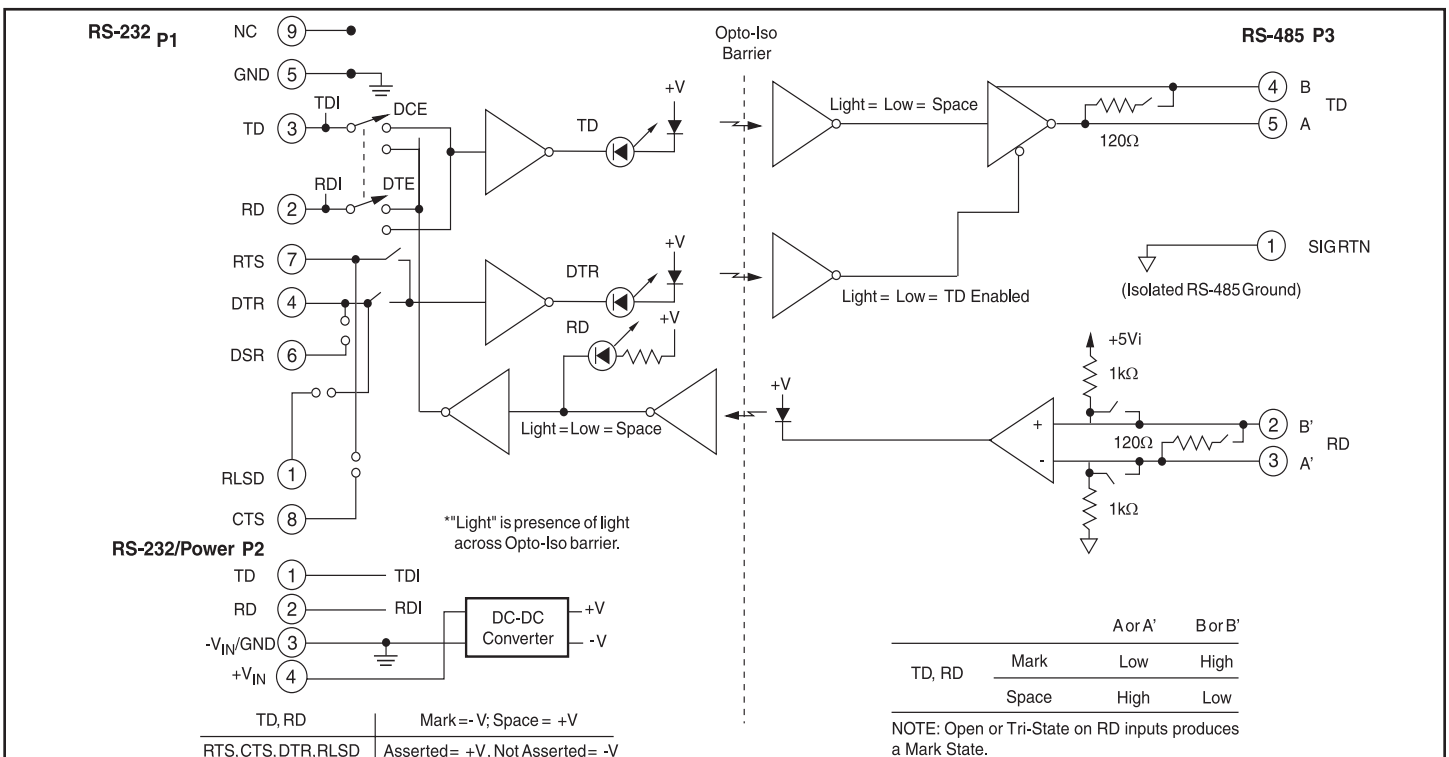 RS-232 P1
NC 9
GND 5
TDI
DCE
TD 3
RDI
DTE
RD 2
RTS 7
DTR 4
DSR 6
RLSD 1
CTS 8
TD
+V
DTR
+V
RD
+V
Light = Low = Space
*"Light" is presence of light
across Opto-Iso barrier.
Opto-Iso
Barrier
RS-485 P3
Light = Low = Space
4 B
TD
5 A
120Ω
Light = Low = TD Enabled
1 SIGRTN
(Isolated RS-485 Ground)
+V
+5Vi
1kΩ
+
-
120Ω
2 B'
RD
3 A'
1kΩ
RS-232/Power P2
TD 1 TDI
RD 2 RDI
-VIN/GND 3
+VIN 4
DC-DC
Converter
+V
-V
TD, RD Mark = - V; Space = +V
RTS, CTS, DTR, RLSD Asserted = +V, Not Asserted = -V
A or A' B or B'
TD, RD
Mark Low High
Space High Low
NOTE: Open or Tri-State on RD inputs produces
a Mark State.